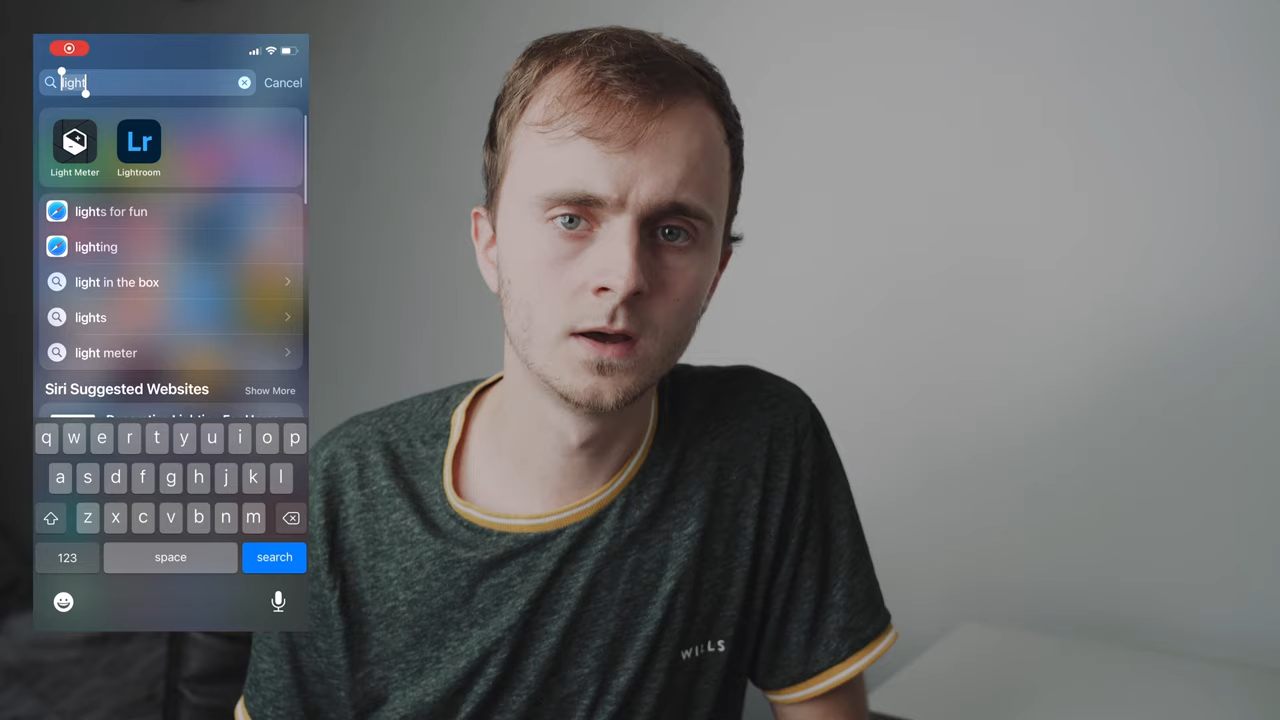 light
Cancel
Light Meter
Lr
Lightroom
lights for fun
lighting
light in the box
lights
light meter
Siri Suggested Websites
Show More
q w e r t y u i o p
a s d f g h j k l
z x c v b n m
123
space
search
WILLS